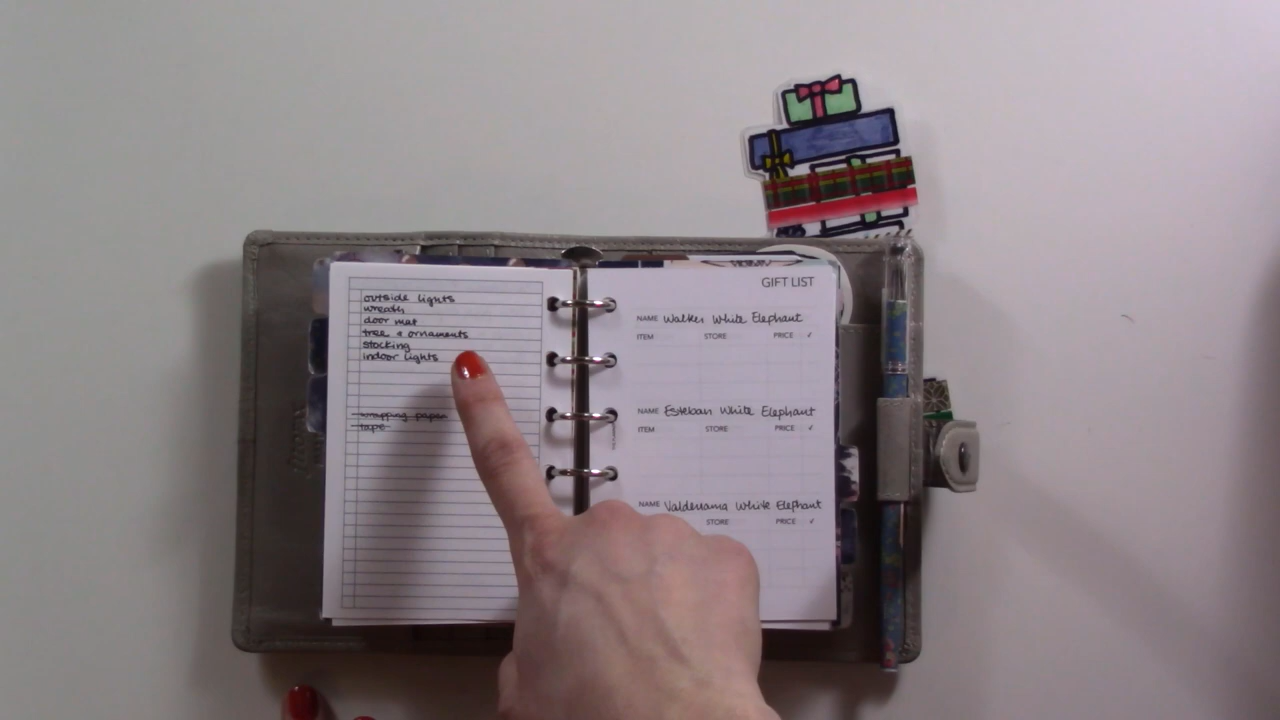 outside lights
wreath
door mat
tree & ornaments
stocking
indoor lights
wrapping paper
tape
GIFT LIST
NAME Walker White Elephant
ITEM STORE PRICE ✓
NAME Esteban White Elephant
ITEM STORE PRICE ✓
NAME Valderrama White Elephant
STORE PRICE ✓